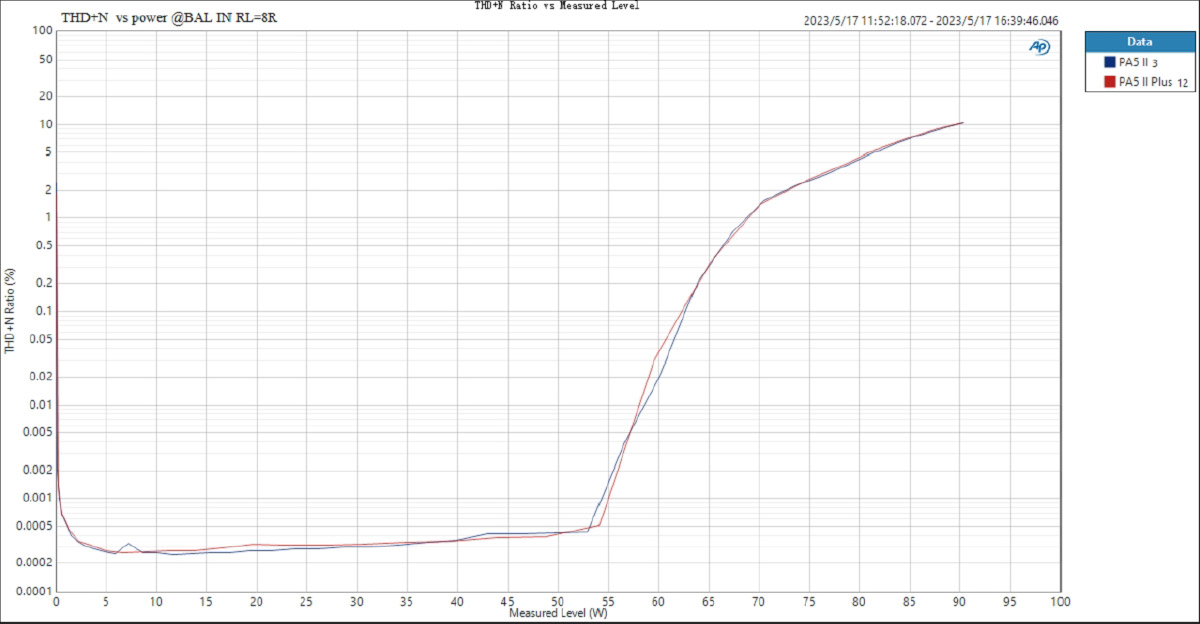 THD+N Ratio vs Measured Level
THD+N vs power @BAL IN RL=8R
2023/5/17 11:52:18.072 - 2023/5/17 16:39:46.046
AP
Data
PA5 II 3
PA5 II Plus 12
THD+N Ratio (%)
100
50
20
10
5
2
1
0.5
0.2
0.1
0.05
0.02
0.01
0.005
0.002
0.001
0.0005
0.0002
0.0001
0 5 10 15 20 25 30 35 40 45 50 55 60 65 70 75 80 85 90 95 100
Measured Level (W)